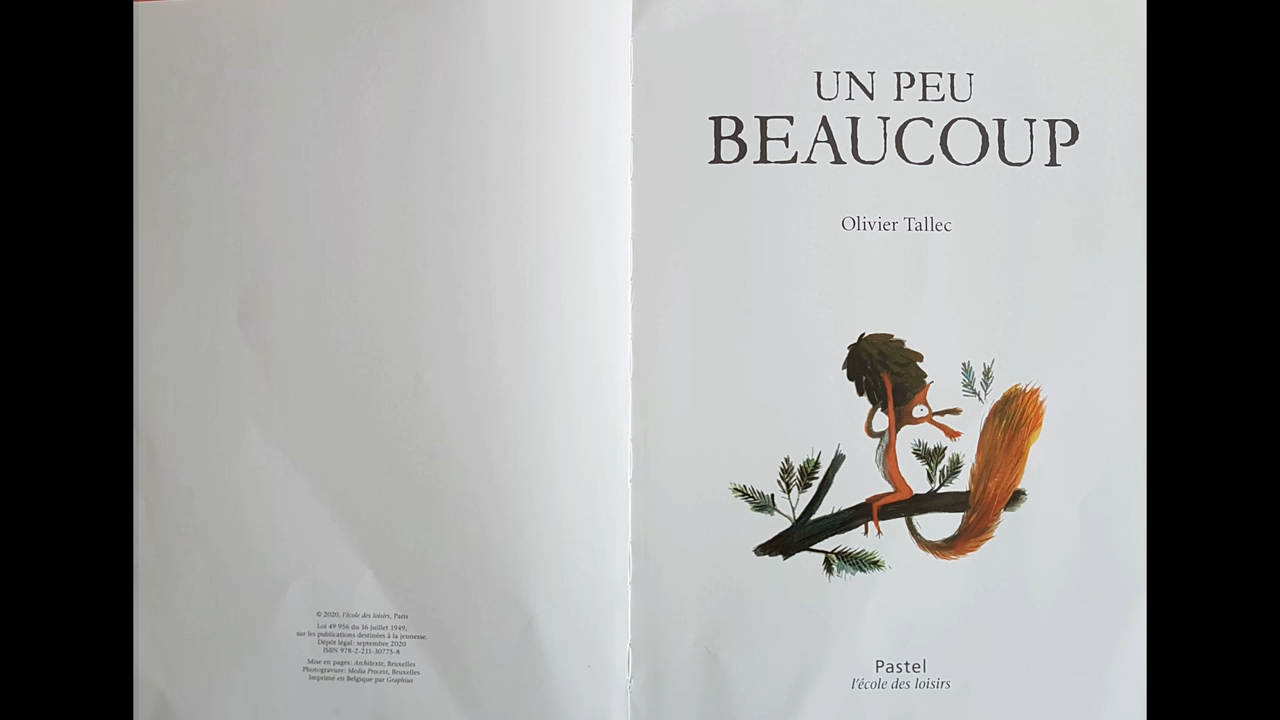 © 2020, l'école des loisirs, Paris
Loi 49 956 du 16 juillet 1949,
sur les publications destinées à la jeunesse.
Dépôt légal: septembre 2020
ISBN 978-2-211-30775-8
Mise en pages: Architexte, Bruxelles
Photogravure: Media Process, Bruxelles
Imprimé en Belgique par Graphius
UN PEU
BEAUCOUP
Olivier Tallec
Pastel
l'école des loisirs